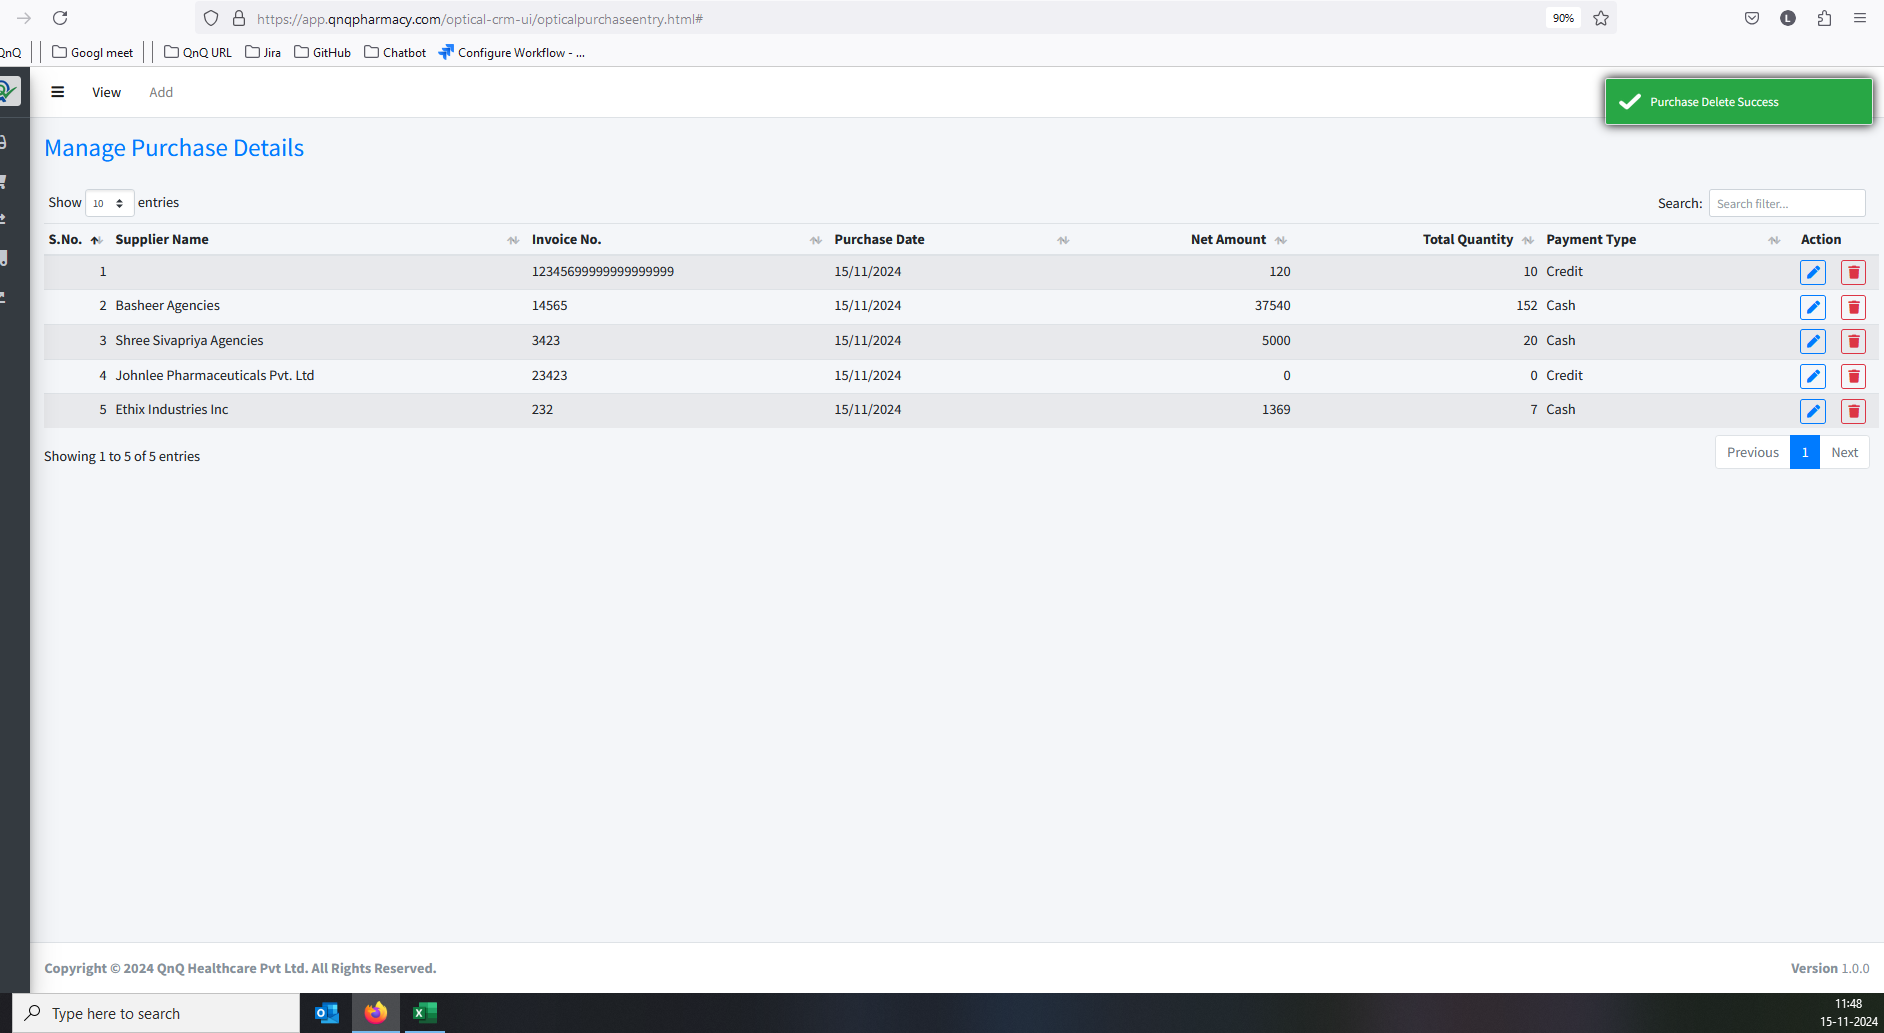 https://app.qnqpharmacy.com/optical-crm-ui/opticalpurchaseentry.html#
90%
L
QnQ
Googl meet
QnQ URL
Jira
GitHub
Chatbot
Configure Workflow - ...
View
Add
Purchase Delete Success
Manage Purchase Details
Show 10 entries
Search: Search filter...
S.No. Supplier Name Invoice No. Purchase Date Net Amount Total Quantity Payment Type Action
1 12345699999999999999 15/11/2024 120 10 Credit
2 Basheer Agencies 14565 15/11/2024 37540 152 Cash
3 Shree Sivapriya Agencies 3423 15/11/2024 5000 20 Cash
4 Johnlee Pharmaceuticals Pvt. Ltd 23423 15/11/2024 0 0 Credit
5 Ethix Industries Inc 232 15/11/2024 1369 7 Cash
Showing 1 to 5 of 5 entries
Previous 1 Next
Copyright © 2024 QnQ Healthcare Pvt Ltd. All Rights Reserved.
Version 1.0.0
Type here to search
11:48
15-11-2024